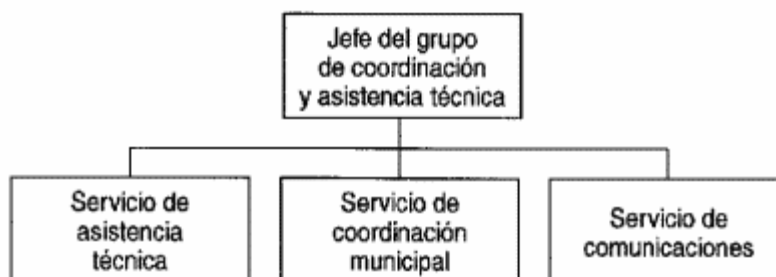 Jefe del grupo
de coordinación
y asistencia técnica
Servicio de
asistencia
técnica
Servicio de
coordinación
municipal
Servicio de
comunicaciones